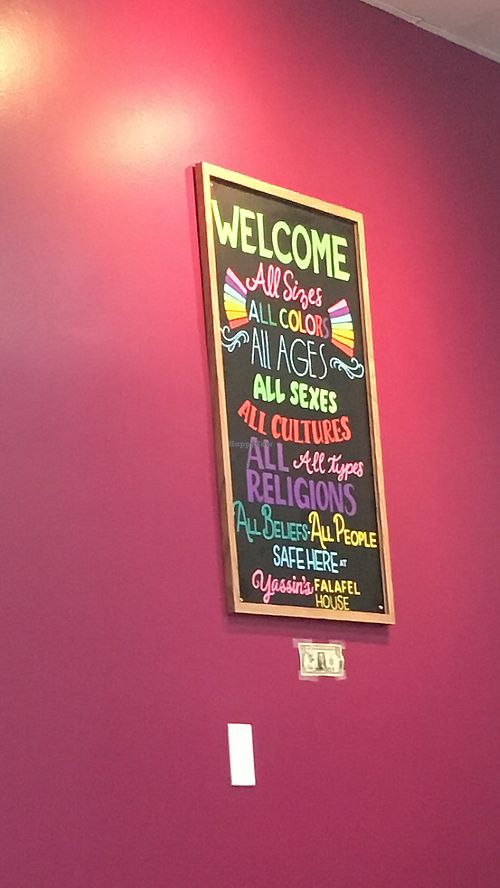 WELCOME
All Sizes
ALL COLORS
All AGES
ALL SEXES
ALL CULTURES
ALL All types
RELIGIONS
ALL BELIEFS·ALL PEOPLE
SAFE HERE AT
Yassin's FALAFEL
HOUSE